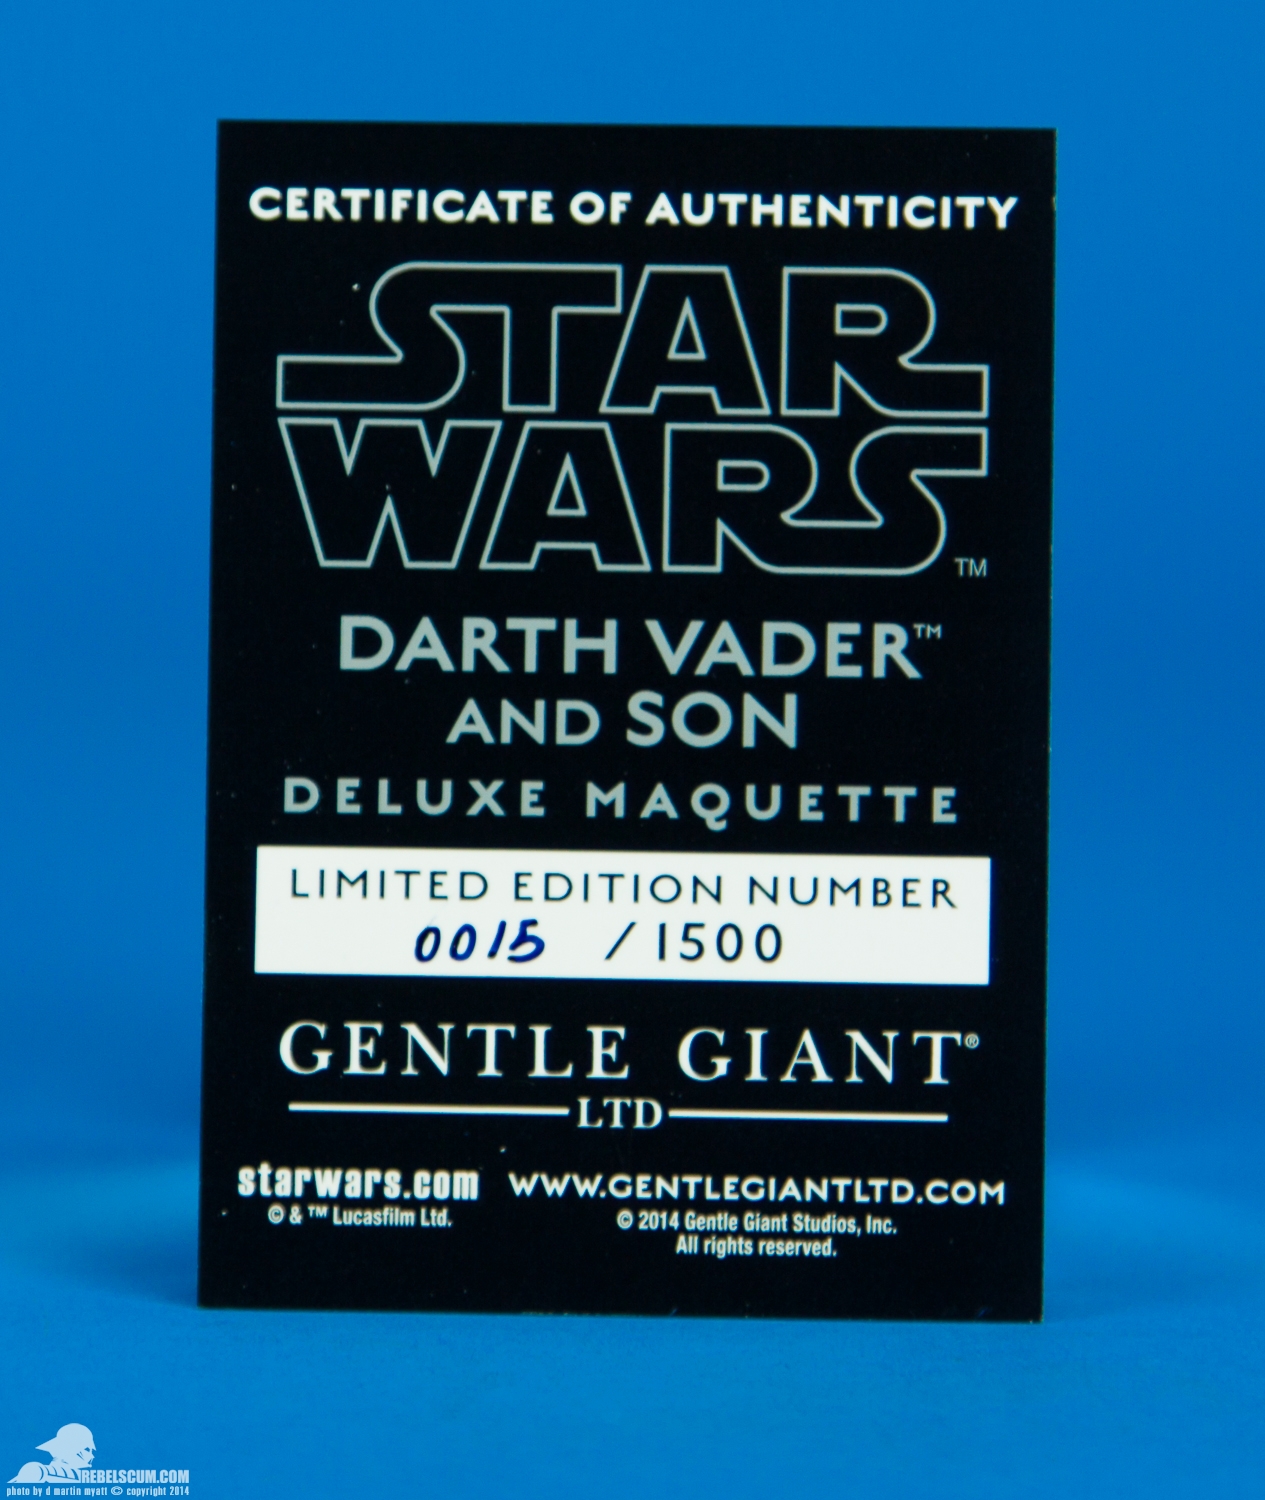 CERTIFICATE OF AUTHENTICITY
STAR
WARS ™
DARTH VADER™
AND SON
DELUXE MAQUETTE
LIMITED EDITION NUMBER
0015 / 1500
GENTLE GIANT®
LTD
starwars.com WWW.GENTLEGIANTLTD.COM
© & ™ Lucasfilm Ltd. © 2014 Gentle Giant Studios, Inc.
All rights reserved.
REBELSCUM.COM
photo by d martin myatt © copyright 2014